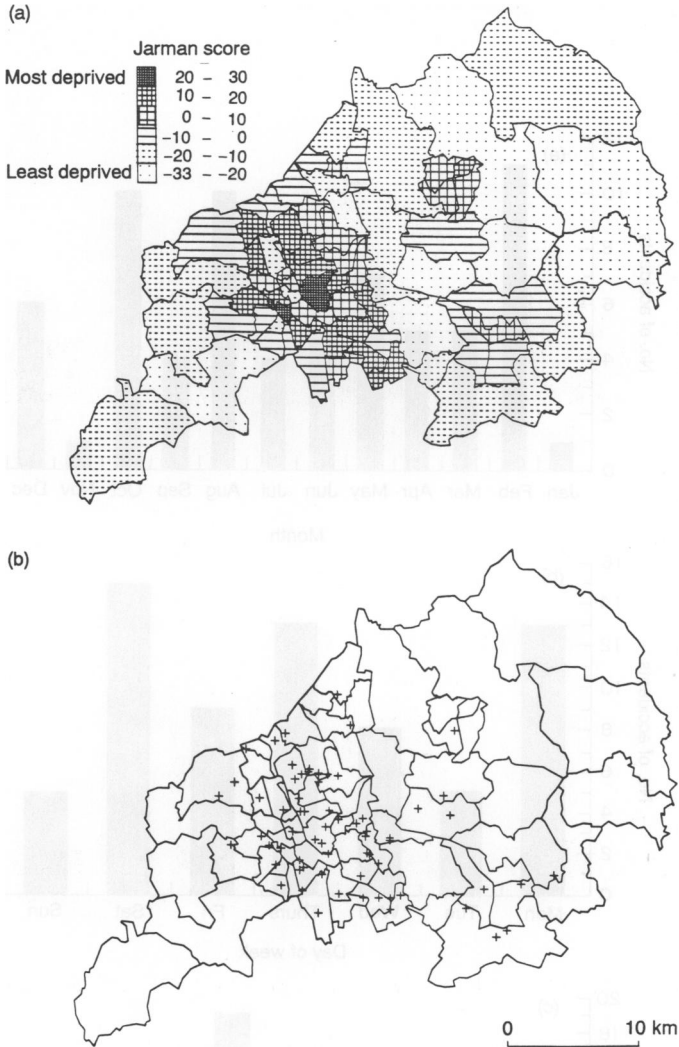 (a)
Jarman score
Most deprived 20 – 30
10 – 20
0 – 10
-10 – 0
-20 – -10
Least deprived -33 – -20
(b)
0 10 km